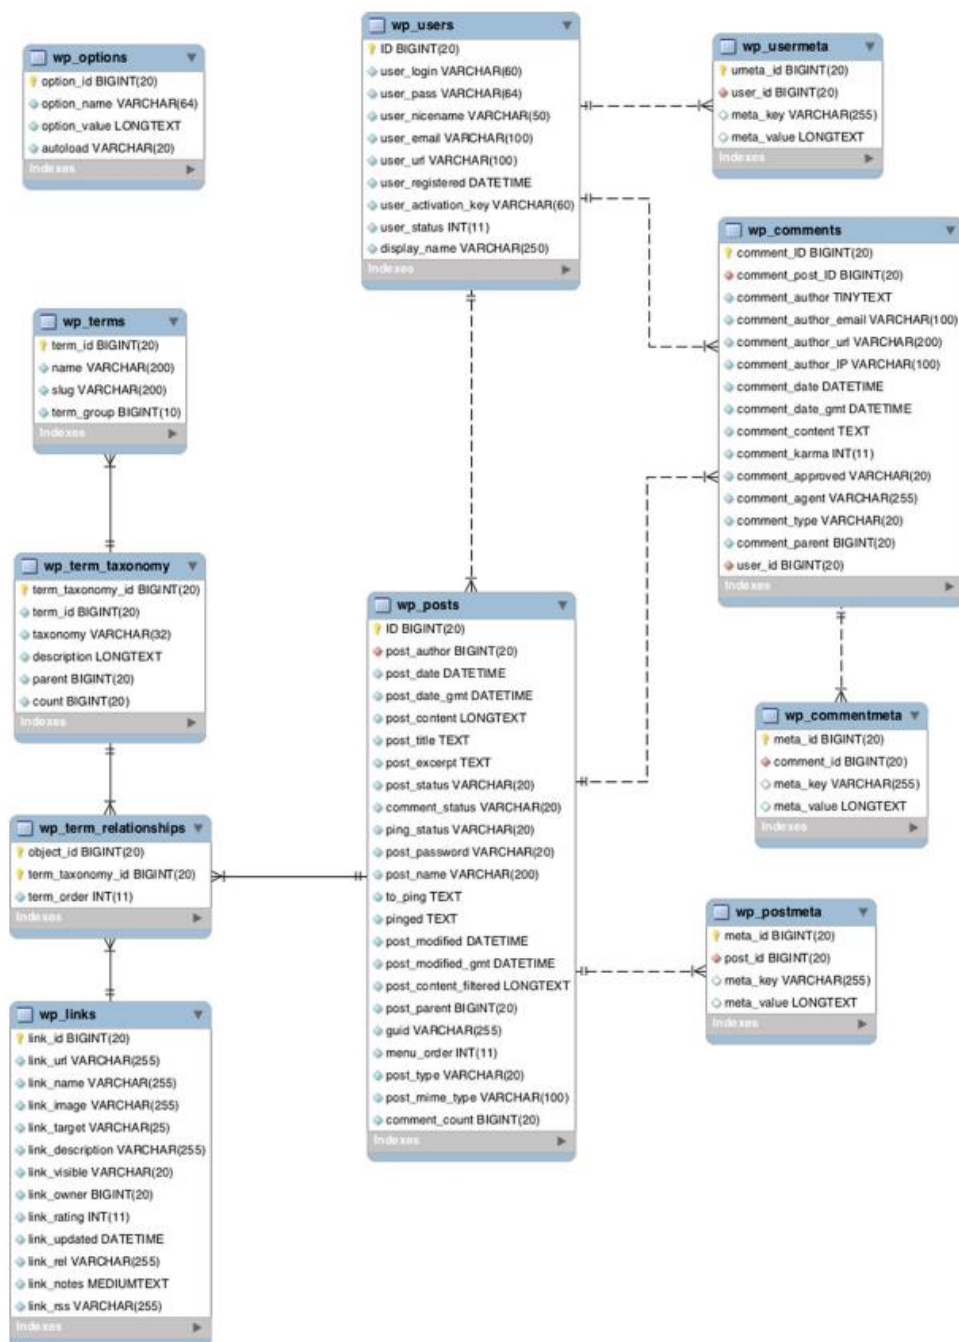 wp_options
option_id BIGINT(20)
option_name VARCHAR(64)
option_value LONGTEXT
autoload VARCHAR(20)
Indexes
wp_users
ID BIGINT(20)
user_login VARCHAR(60)
user_pass VARCHAR(64)
user_nicename VARCHAR(50)
user_email VARCHAR(100)
user_url VARCHAR(100)
user_registered DATETIME
user_activation_key VARCHAR(60)
user_status INT(11)
display_name VARCHAR(250)
Indexes
wp_usermeta
umeta_id BIGINT(20)
user_id BIGINT(20)
meta_key VARCHAR(255)
meta_value LONGTEXT
Indexes
wp_comments
comment_ID BIGINT(20)
comment_post_ID BIGINT(20)
comment_author TINYTEXT
comment_author_email VARCHAR(100)
comment_author_url VARCHAR(200)
comment_author_IP VARCHAR(100)
comment_date DATETIME
comment_date_gmt DATETIME
comment_content TEXT
comment_karma INT(11)
comment_approved VARCHAR(20)
comment_agent VARCHAR(255)
comment_type VARCHAR(20)
comment_parent BIGINT(20)
user_id BIGINT(20)
Indexes
wp_terms
term_id BIGINT(20)
name VARCHAR(200)
slug VARCHAR(200)
term_group BIGINT(10)
Indexes
wp_term_taxonomy
term_taxonomy_id BIGINT(20)
term_id BIGINT(20)
taxonomy VARCHAR(32)
description LONGTEXT
parent BIGINT(20)
count BIGINT(20)
Indexes
wp_posts
ID BIGINT(20)
post_author BIGINT(20)
post_date DATETIME
post_date_gmt DATETIME
post_content LONGTEXT
post_title TEXT
post_excerpt TEXT
post_status VARCHAR(20)
comment_status VARCHAR(20)
ping_status VARCHAR(20)
post_password VARCHAR(20)
post_name VARCHAR(200)
to_ping TEXT
pinged TEXT
post_modified DATETIME
post_modified_gmt DATETIME
post_content_filtered LONGTEXT
post_parent BIGINT(20)
guid VARCHAR(255)
menu_order INT(11)
post_type VARCHAR(20)
post_mime_type VARCHAR(100)
comment_count BIGINT(20)
Indexes
wp_commentmeta
meta_id BIGINT(20)
comment_id BIGINT(20)
meta_key VARCHAR(255)
meta_value LONGTEXT
Indexes
wp_term_relationships
object_id BIGINT(20)
term_taxonomy_id BIGINT(20)
term_order INT(11)
Indexes
wp_postmeta
meta_id BIGINT(20)
post_id BIGINT(20)
meta_key VARCHAR(255)
meta_value LONGTEXT
Indexes
wp_links
link_id BIGINT(20)
link_url VARCHAR(255)
link_name VARCHAR(255)
link_image VARCHAR(255)
link_target VARCHAR(25)
link_description VARCHAR(255)
link_visible VARCHAR(20)
link_owner BIGINT(20)
link_rating INT(11)
link_updated DATETIME
link_rel VARCHAR(255)
link_notes MEDIUMTEXT
link_rss VARCHAR(255)
Indexes